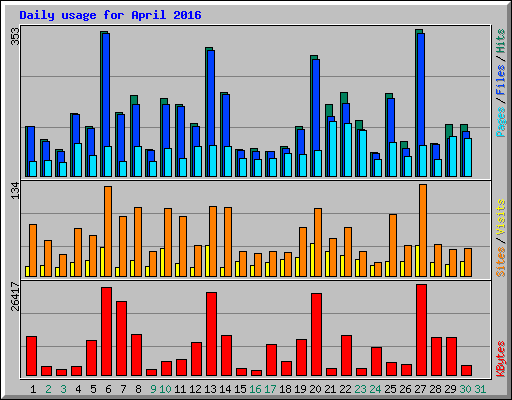 Daily usage for April 2016
353
Pages / Files / Hits
134
Sites / Visits
26417
KBytes
1 2 3 4 5 6 7 8 9 10 11 12 13 14 15 16 17 18 19 20 21 22 23 24 25 26 27 28 29 30 31